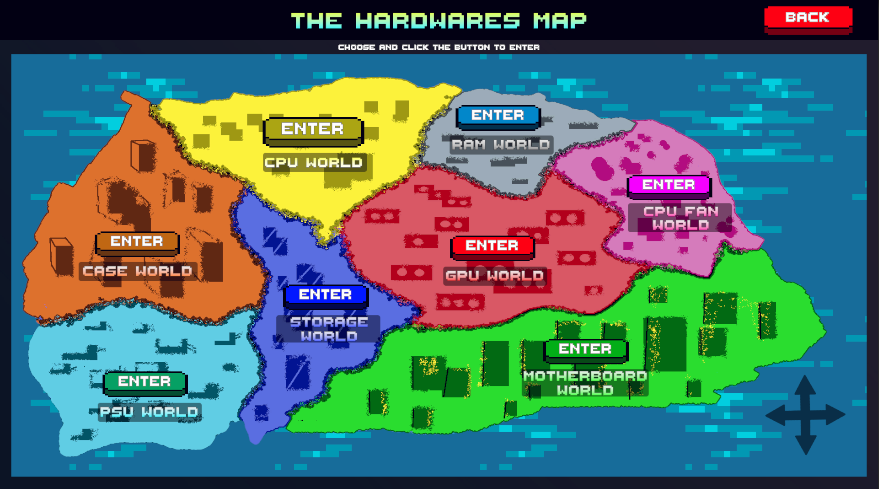 THE HARDWARES MAP
BACK
CHOOSE AND CLICK THE BUTTON TO ENTER
ENTER
CPU WORLD
ENTER
RAM WORLD
ENTER
CPU FAN
WORLD
ENTER
CASE WORLD
ENTER
GPU WORLD
ENTER
STORAGE
WORLD
ENTER
MOTHERBOARD
WORLD
ENTER
PSU WORLD